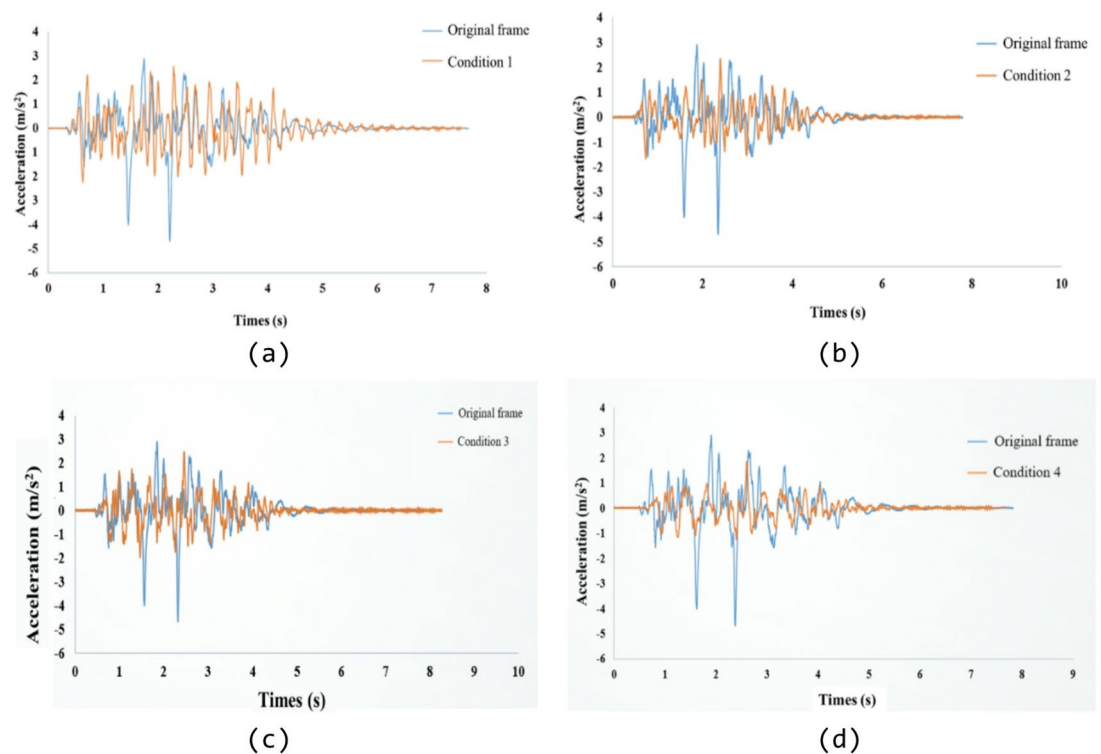 4
3
2
1
0
1
2
3
-4
-5
-6
Acceleration (m/s²)
0 1 2 3 4 5 6 7 8
Times (s)
Original frame
Condition 1
(a)
4
3
2
1
0
-1
-2
-3
-4
-5
-6
Acceleration (m/s²)
0 2 4 6 8 10
Times (s)
Original frame
Condition 2
(b)
4
3
2
1
0
-1
-2
-3
-4
-5
-6
Acceleration (m/s²)
0 1 2 3 4 5 6 7 8 9 10
Times (s)
Original frame
Condition 3
(c)
4
3
2
1
0
-1
-2
-3
-4
-5
-6
Acceleration (m/s²)
0 1 2 3 4 5 6 7 8 9
Times (s)
Original frame
Condition 4
(d)